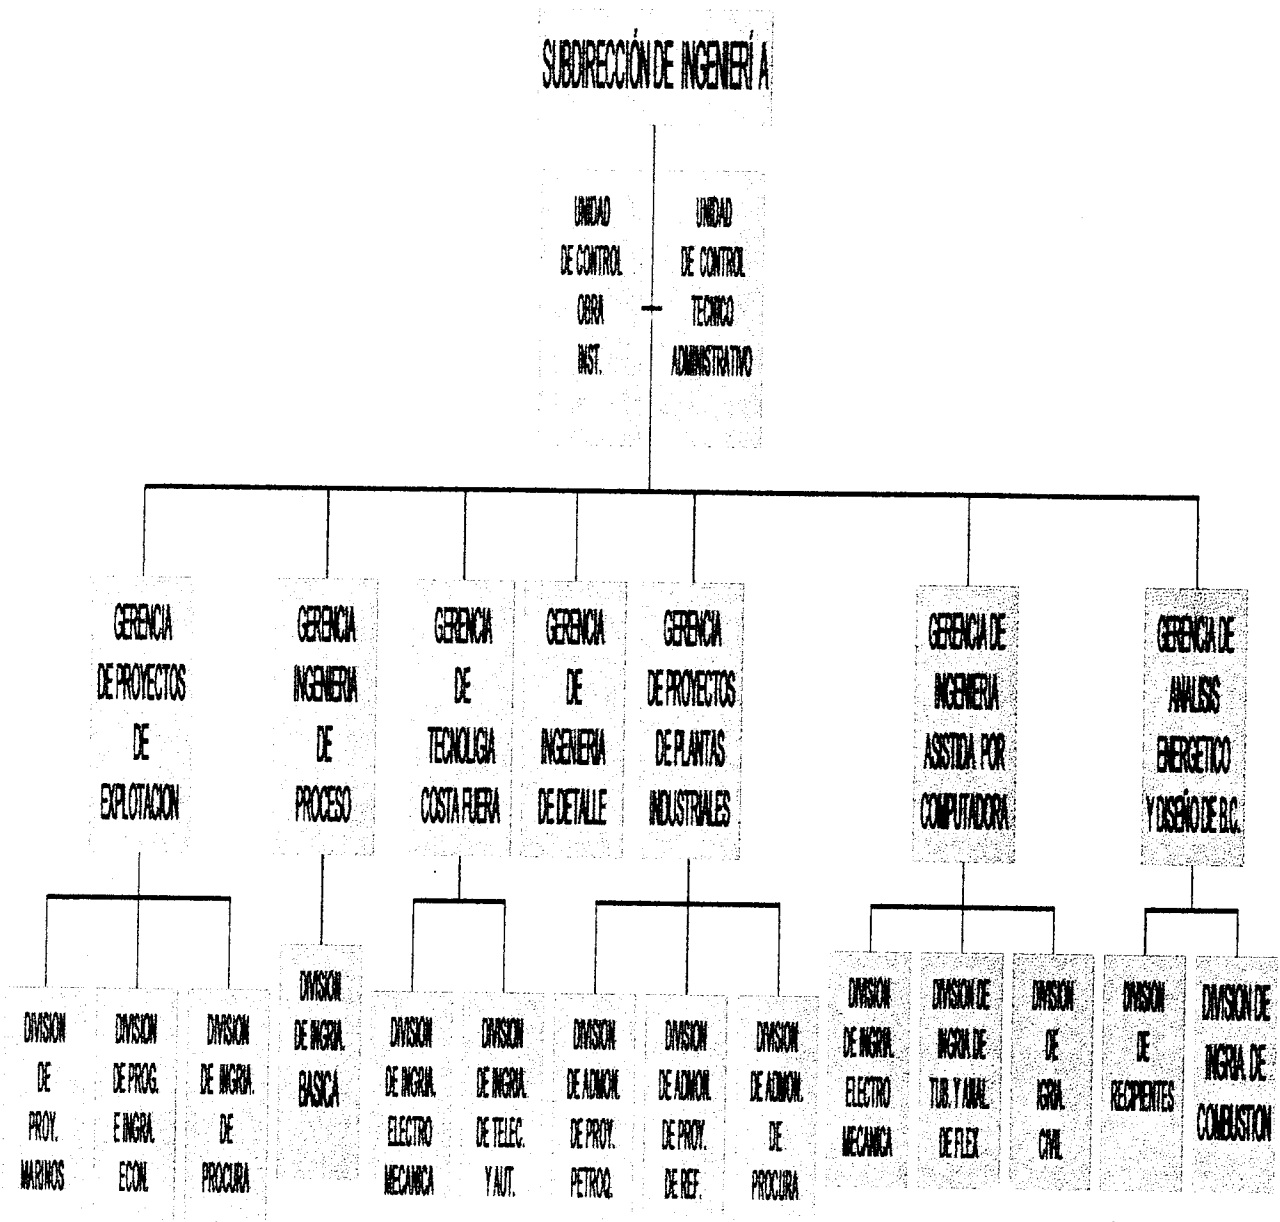 SUBDIRECCIÓN DE INGENIERÍ A
UNIDAD
DE CONTROL
OBRA
INST.
UNIDAD
DE CONTROL
TECNICO
ADMINISTRATIVO
GERENCIA
DE PROYECTOS
DE
EXPLOTACION
GERENCIA
INGENIERIA
DE
PROCESO
GERENCIA
DE
TECNOLIGIA
COSTA FUERA
GERENCIA
DE
INGENIERIA
DE DETALLE
GERENCIA
DE PROYECTOS
DE PLANTAS
INDUSTRIALES
GERENCIA DE
INGENIERIA
ASISTIDA POR
COMPUTADORA
GERENCIA DE
ANALISIS
ENERGETICO
Y DISEÑO DE B.C.
DIVISION
DE
PROY.
MARINOS
DIVISION
DE PROG.
E INGRA.
ECON.
DIVISION
DE INGRIA.
DE
PROCURA
DIVISION
DE INGRIA.
BASICA
DIVISION
DE INGRIA.
ELECTRO
MECANICA
DIVISION
DE INGRIA.
DE TELEC.
Y AUT.
DIVISION
DE ADMON.
DE PROY.
PETROQ.
DIVISION
DE ADMON.
DE PROY.
DE REF.
DIVISION
DE ADMON.
DE
PROCURA
DIVISION
DE INGRIA.
ELECTRO
MECANICA
DIVISION DE
INGRIA DE
TUB. Y ANAL.
DE FLEX
DIVISION
DE
IGRIA.
CIVIL
DIVISION
DE
RECIPIENTES
DIVISION DE
INGRIA DE
COMBUSTION